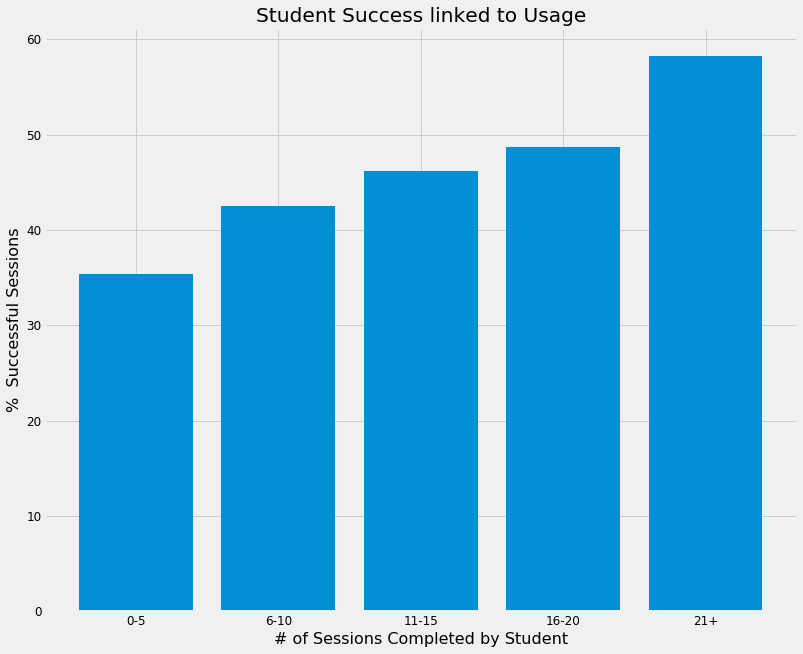 Student Success linked to Usage
60
50
40
30
20
10
0
% Successful Sessions
0-5 6-10 11-15 16-20 21+
# of Sessions Completed by Student